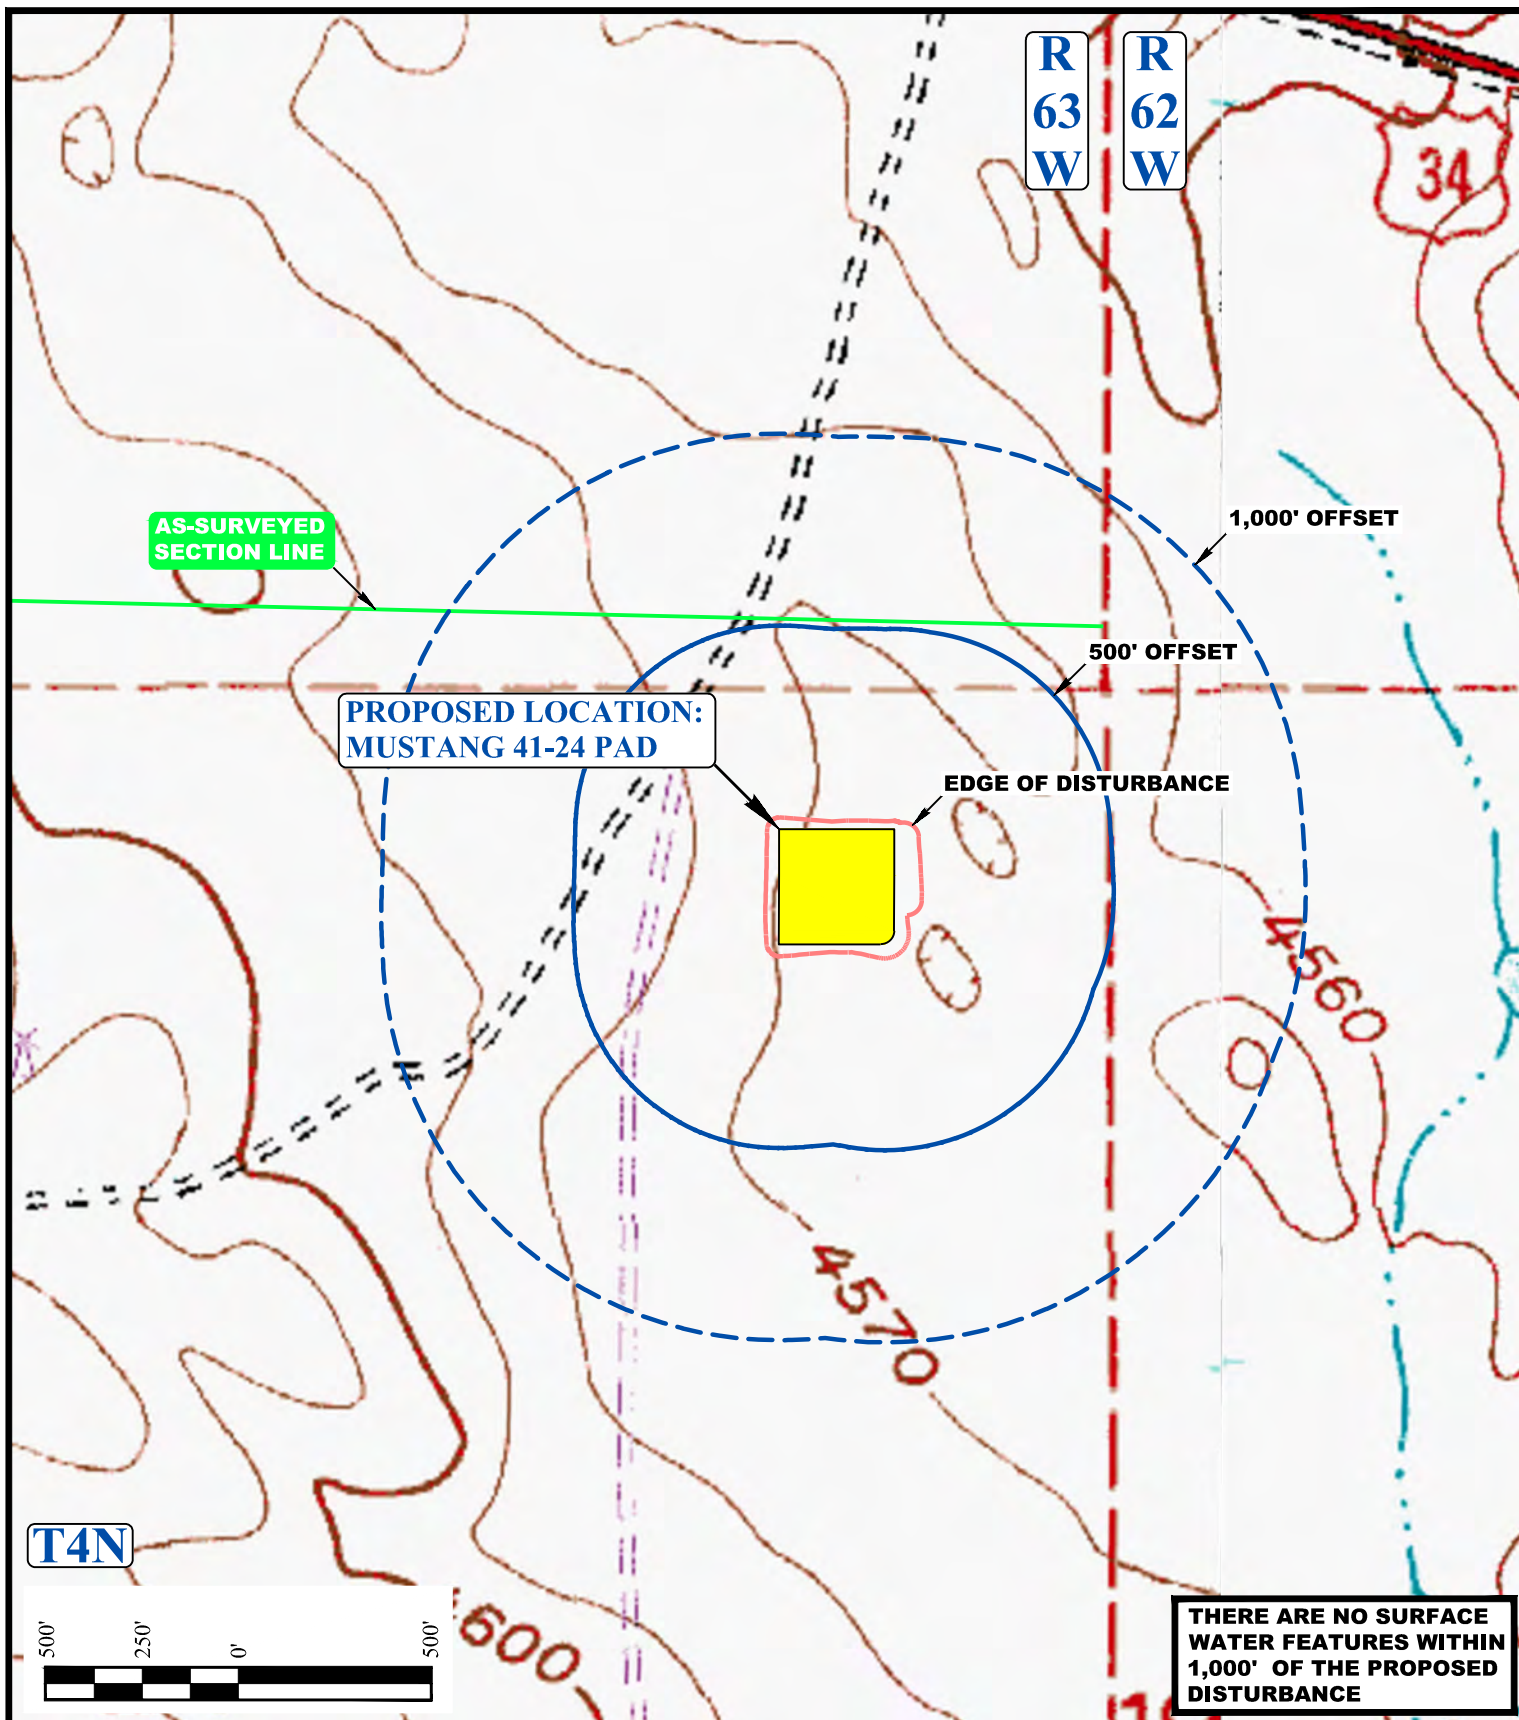 R
63
W
R
62
W
34
AS-SURVEYED
SECTION LINE
1,000' OFFSET
500' OFFSET
PROPOSED LOCATION:
MUSTANG 41-24 PAD
EDGE OF DISTURBANCE
4560
4570
T4N
500'
250'
0'
500'
600
THERE ARE NO SURFACE
WATER FEATURES WITHIN
1,000' OF THE PROPOSED
DISTURBANCE